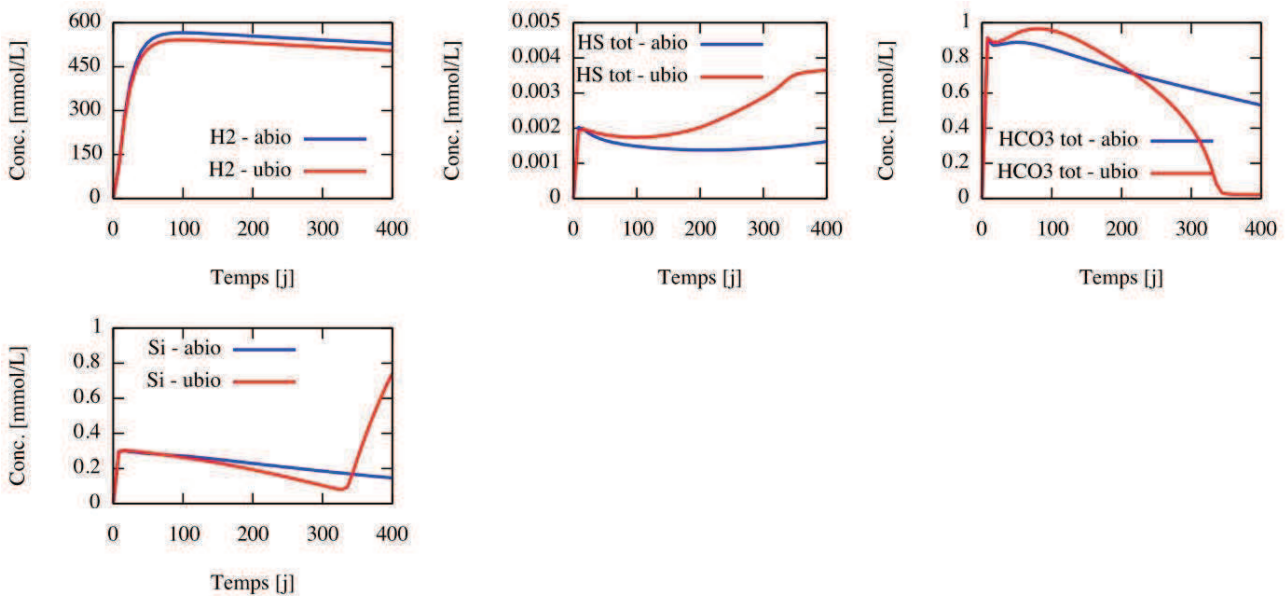 Conc. [mmol/L]
600
450
300
150
0
H2 - abio
H2 - ubio
0 100 200 300 400
Temps [j]
Conc. [mmol/L]
0.005
0.004
0.003
0.002
0.001
0
HS tot - abio
HS tot - ubio
0 100 200 300 400
Temps [j]
Conc. [mmol/L]
1
0.8
0.6
0.4
0.2
0
HCO3 tot - abio
HCO3 tot - ubio
0 100 200 300 400
Temps [j]
Conc. [mmol/L]
1
0.8
0.6
0.4
0.2
0
Si - abio
Si - ubio
0 100 200 300 400
Temps [j]